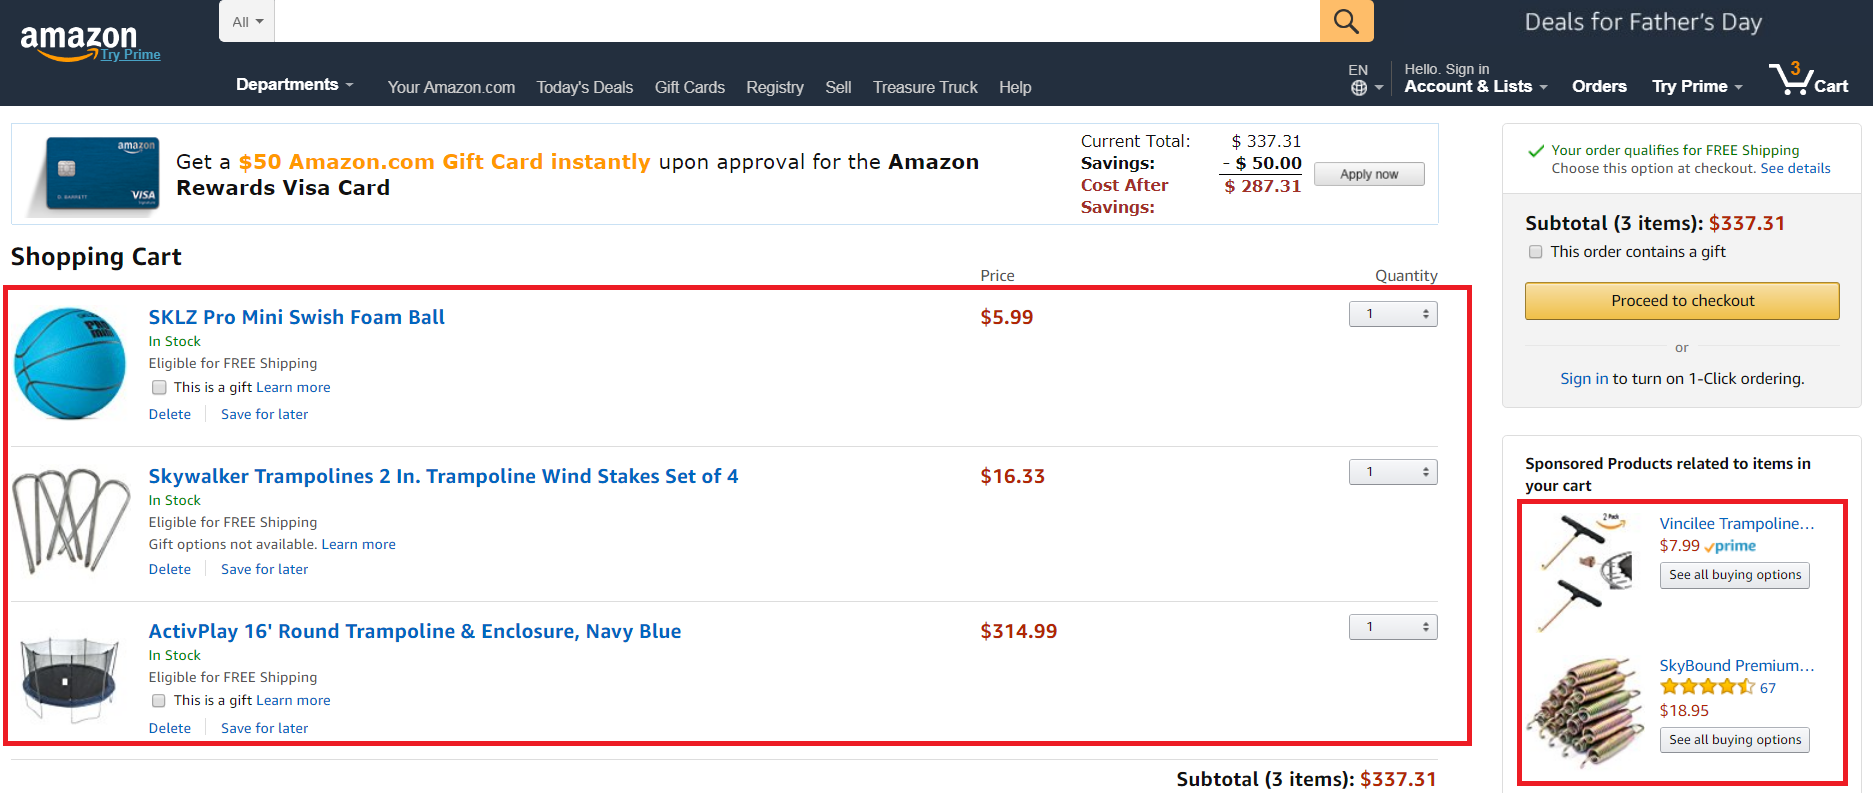 amazon
Try Prime
All
Deals for Father's Day
Departments
Your Amazon.com
Today's Deals
Gift Cards
Registry
Sell
Treasure Truck
Help
EN
Hello. Sign in
Account & Lists
Orders
Try Prime
3
Cart
amazon
VISA
Get a $50 Amazon.com Gift Card instantly upon approval for the Amazon
Rewards Visa Card
Current Total: $ 337.31
Savings: - $ 50.00
Cost After $ 287.31
Savings:
Apply now
Your order qualifies for FREE Shipping
Choose this option at checkout. See details
Subtotal (3 items): $337.31
This order contains a gift
Proceed to checkout
or
Sign in to turn on 1-Click ordering.
Shopping Cart
Price
Quantity
SKLZ Pro Mini Swish Foam Ball
$5.99
1
In Stock
Eligible for FREE Shipping
This is a gift Learn more
Delete
Save for later
Skywalker Trampolines 2 In. Trampoline Wind Stakes Set of 4
$16.33
1
In Stock
Eligible for FREE Shipping
Gift options not available. Learn more
Delete
Save for later
ActivPlay 16' Round Trampoline & Enclosure, Navy Blue
$314.99
1
In Stock
Eligible for FREE Shipping
This is a gift Learn more
Delete
Save for later
Subtotal (3 items): $337.31
Sponsored Products related to items in
your cart
2 Pack
Vincilee Trampoline...
$7.99 prime
See all buying options
SkyBound Premium...
67
$18.95
See all buying options